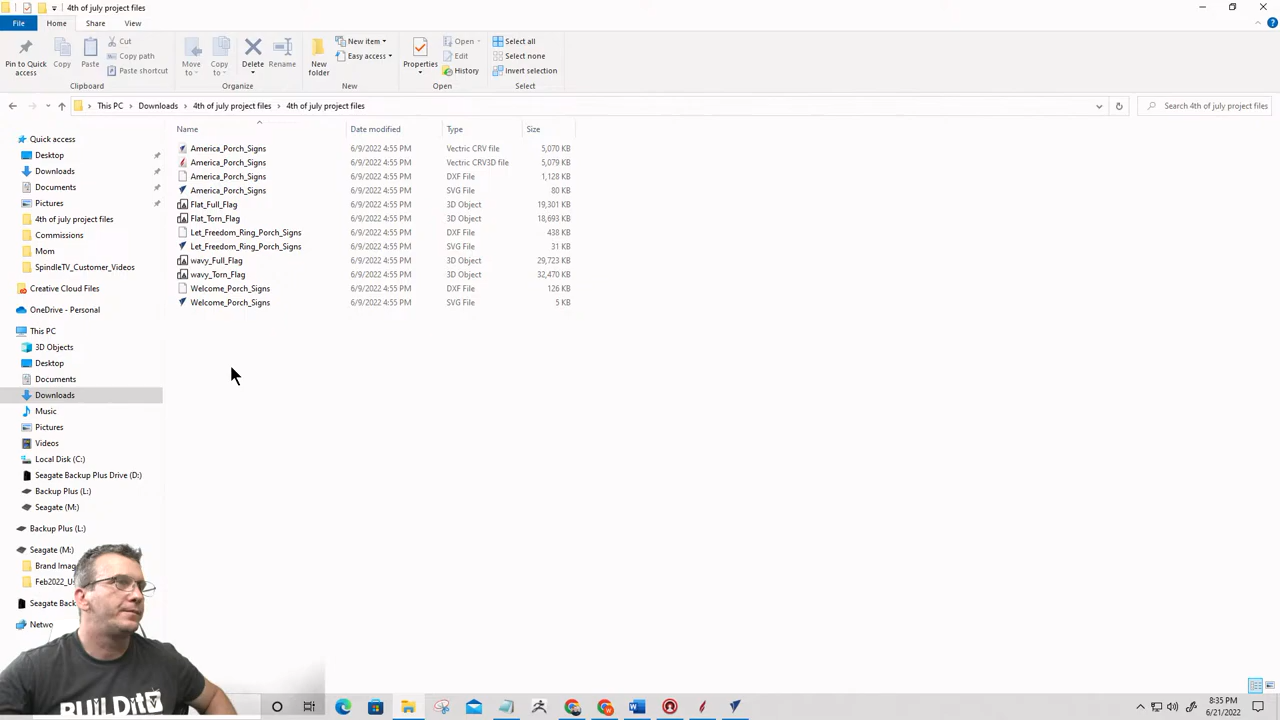 4th of july project files
File Home Share View
Pin to Quick access
Copy
Paste
Cut
Copy path
Paste shortcut
Clipboard
Move to
Copy to
Delete
Rename
Organize
New folder
New item
Easy access
New
Properties
Open
Edit
History
Open
Select all
Select none
Invert selection
Select
This PC > Downloads > 4th of july project files > 4th of july project files
Search 4th of july project files
Name Date modified Type Size
America_Porch_Signs 6/9/2022 4:55 PM Vectric CRV file 5,070 KB
America_Porch_Signs 6/9/2022 4:55 PM Vectric CRV3D file 5,079 KB
America_Porch_Signs 6/9/2022 4:55 PM DXF File 1,128 KB
America_Porch_Signs 6/9/2022 4:55 PM SVG File 80 KB
Flat_Full_Flag 6/9/2022 4:55 PM 3D Object 19,301 KB
Flat_Torn_Flag 6/9/2022 4:55 PM 3D Object 18,693 KB
Let_Freedom_Ring_Porch_Signs 6/9/2022 4:55 PM DXF File 438 KB
Let_Freedom_Ring_Porch_Signs 6/9/2022 4:55 PM SVG File 31 KB
wavy_Full_Flag 6/9/2022 4:55 PM 3D Object 29,723 KB
wavy_Torn_Flag 6/9/2022 4:55 PM 3D Object 32,470 KB
Welcome_Porch_Signs 6/9/2022 4:55 PM DXF File 126 KB
Welcome_Porch_Signs 6/9/2022 4:55 PM SVG File 5 KB
Quick access
Desktop
Downloads
Documents
Pictures
4th of july project files
Commissions
Mom
SpindleTV_Customer_Videos
Creative Cloud Files
OneDrive - Personal
This PC
3D Objects
Desktop
Documents
Downloads
Music
Pictures
Videos
Local Disk (C:)
Seagate Backup Plus Drive (D:)
Backup Plus (L:)
Seagate (M:)
Backup Plus (L:)
Seagate (M:)
Brand Imag
Feb2022_U
Seagate Back
Netwo
BUILDit
8:35 PM
6/21/2022